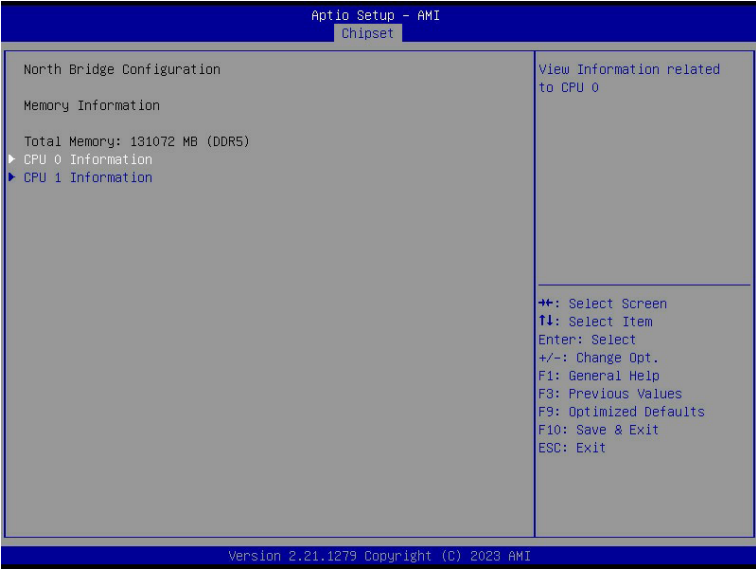 Aptio Setup - AMI
Chipset
North Bridge Configuration
Memory Information
Total Memory: 131072 MB (DDR5)
CPU 0 Information
CPU 1 Information
View Information related
to CPU 0
→←: Select Screen
↑↓: Select Item
Enter: Select
+/-: Change Opt.
F1: General Help
F3: Previous Values
F9: Optimized Defaults
F10: Save & Exit
ESC: Exit
Version 2.21.1279 Copyright (C) 2023 AMI